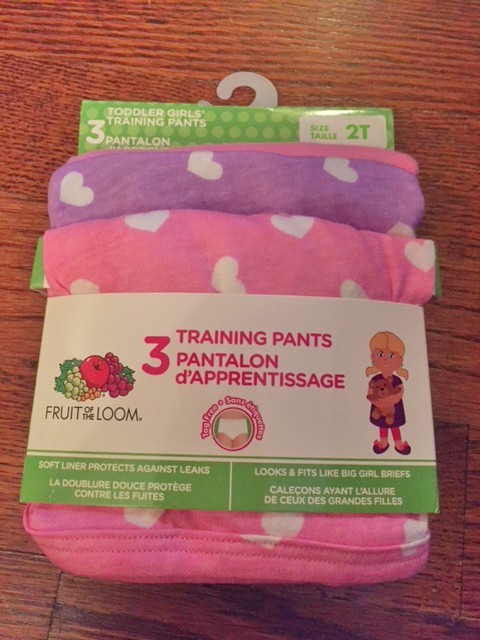 TODDLER GIRLS'
3 TRAINING PANTS
PANTALON
SIZE
TAILLE 2T
3 TRAINING PANTS
PANTALON
d'APPRENTISSAGE
FRUIT OF THE LOOM®
Tag Free • Sans étiquettes
SOFT LINER PROTECTS AGAINST LEAKS
LA DOUBLURE DOUCE PROTÈGE
CONTRE LES FUITES
LOOKS & FITS LIKE BIG GIRL BRIEFS
CALEÇONS AYANT L'ALLURE
DE CEUX DES GRANDES FILLES